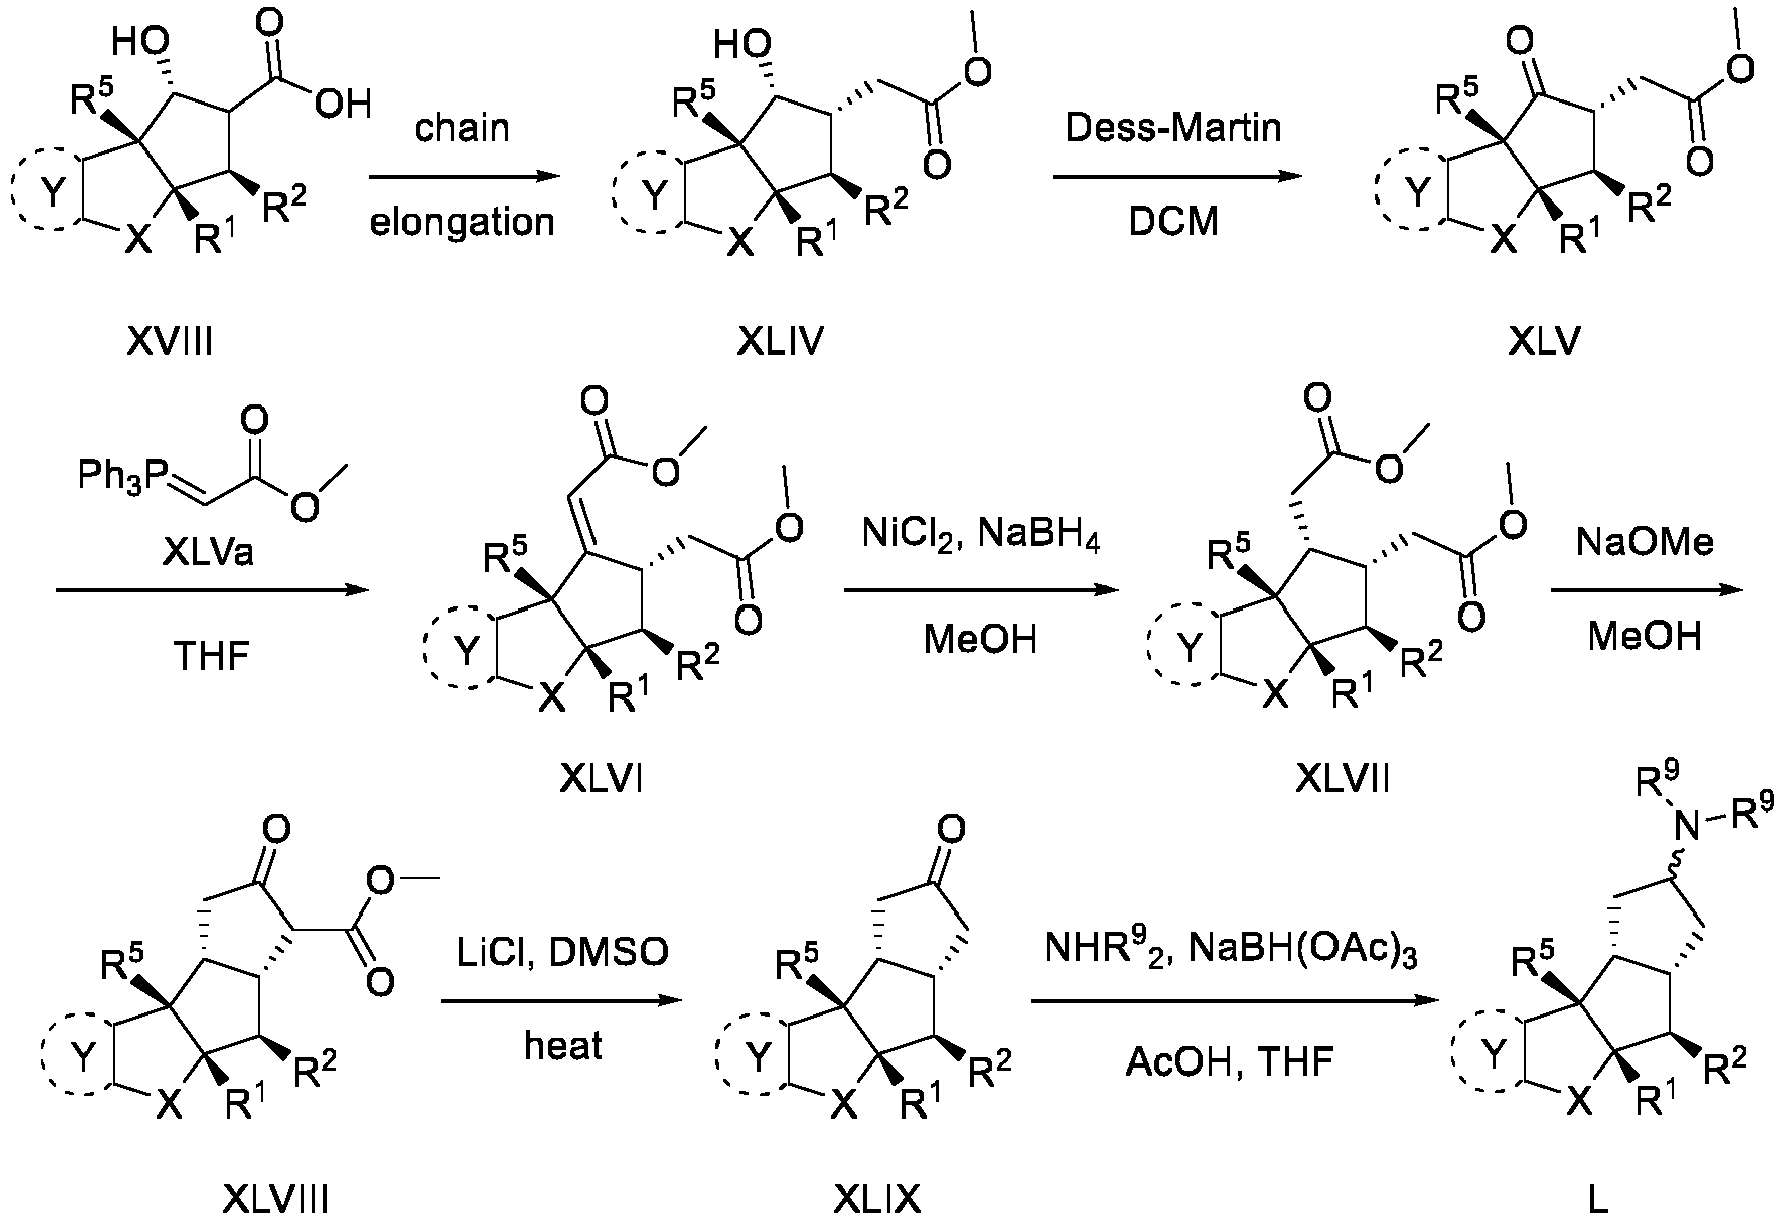 HO
O
OH
R⁵
Y
X
R¹
R²
XVIII
chain
elongation
HO
O
O
R⁵
Y
X
R¹
R²
XLIV
Dess-Martin
DCM
O
O
O
R⁵
Y
X
R¹
R²
XLV
O
Ph₃P
O
XLVa
THF
O
O
O
O
R⁵
Y
X
R¹
R²
XLVI
NiCl₂, NaBH₄
MeOH
O
O
O
O
R⁵
Y
X
R¹
R²
XLVII
NaOMe
MeOH
O
O
O
R⁵
Y
X
R¹
R²
XLVIII
LiCl, DMSO
heat
O
R⁵
Y
X
R¹
R²
XLIX
NHR⁹₂, NaBH(OAc)₃
AcOH, THF
R⁹
N
R⁹
R⁵
Y
X
R¹
R²
L